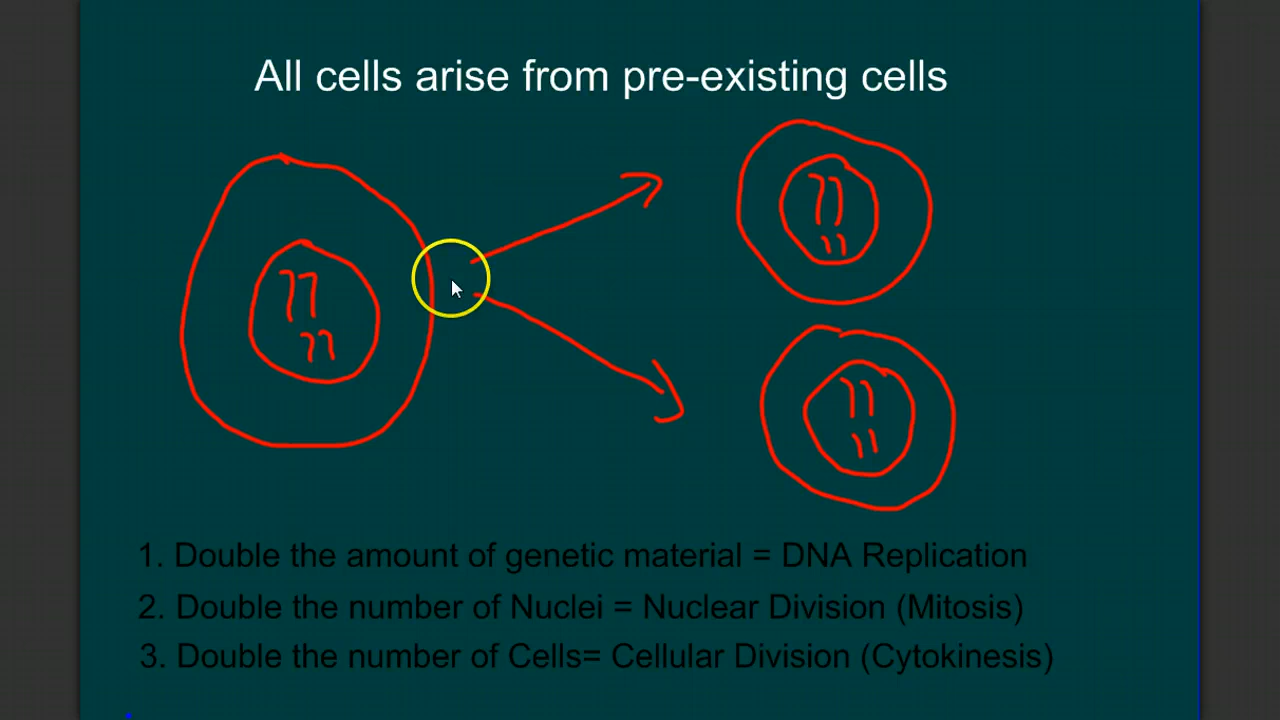 All cells arise from pre-existing cells
1. Double the amount of genetic material = DNA Replication
2. Double the number of Nuclei = Nuclear Division (Mitosis)
3. Double the number of Cells= Cellular Division (Cytokinesis)